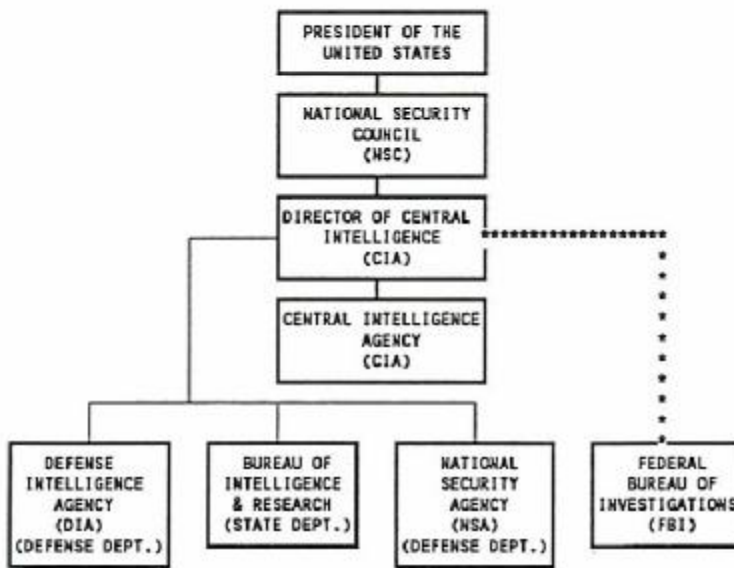 PRESIDENT OF THE
UNITED STATES
NATIONAL SECURITY
COUNCIL
(NSC)
DIRECTOR OF CENTRAL
INTELLIGENCE
(CIA)
CENTRAL INTELLIGENCE
AGENCY
(CIA)
DEFENSE
INTELLIGENCE
AGENCY
(DIA)
(DEFENSE DEPT.)
BUREAU OF
INTELLIGENCE
& RESEARCH
(STATE DEPT.)
NATIONAL
SECURITY
AGENCY
(NSA)
(DEFENSE DEPT.)
FEDERAL
BUREAU OF
INVESTIGATIONS
(FBI)